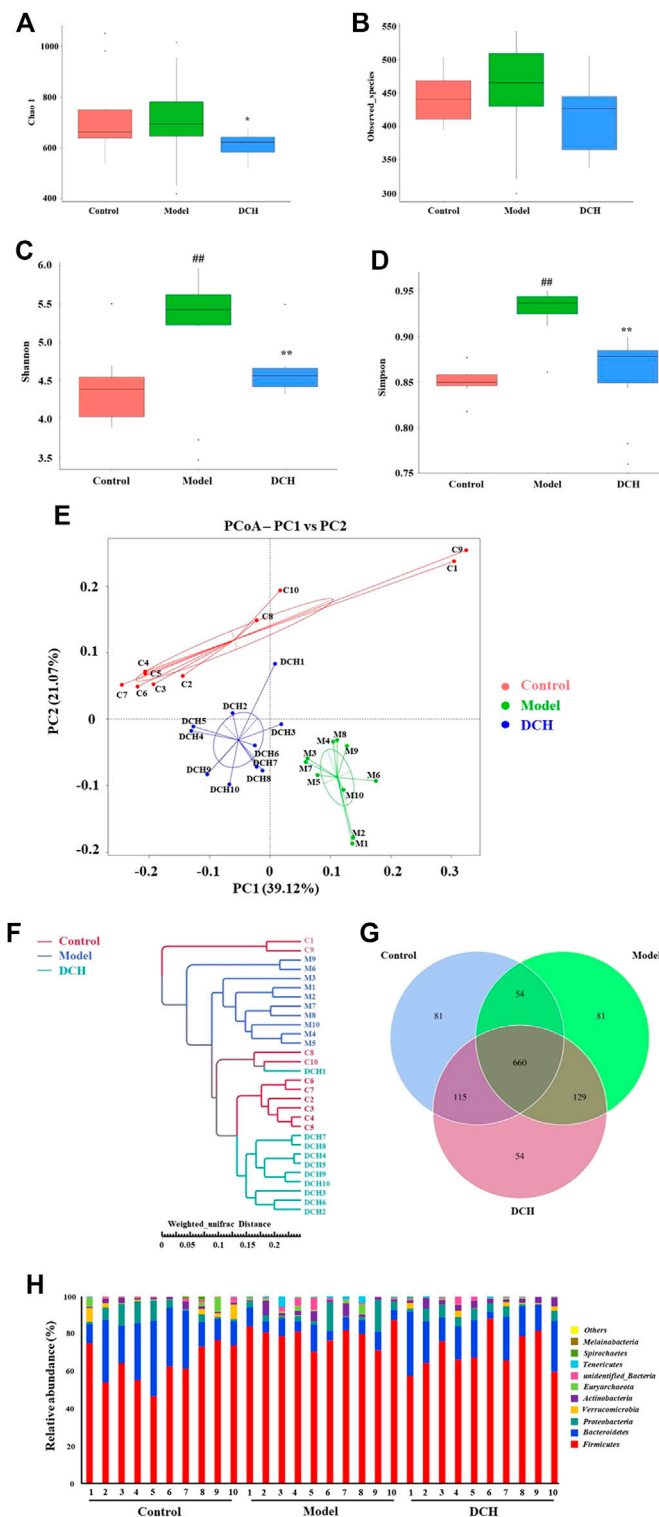 A
Chao 1
1000
800
600
400
*
Control
Model
DCH
B
Observed_species
550
500
450
400
350
300
Control
Model
DCH
C
Shannon
6.0
5.5
5.0
4.5
4.0
3.5
##
**
Control
Model
DCH
D
Simpson
0.95
0.90
0.85
0.80
0.75
##
**
Control
Model
DCH
E
PCoA – PC1 vs PC2
PC2 (21.07%)
0.2
0.1
0
-0.1
-0.2
C9
C1
C10
C8
C4
C5
C7
C6
C3
C2
DCH1
DCH2
DCH5
DCH4
DCH3
DCH6
DCH7
DCH9
DCH8
DCH10
M8
M4
M9
M3
M7
M5
M6
M10
M2
M1
-0.2
-0.1
0
0.1
0.2
0.3
PC1 (39.12%)
Control
Model
DCH
F
Control
Model
DCH
C1
C9
M9
M6
M3
M1
M2
M7
M8
M10
M4
M5
C8
C10
DCH1
C6
C7
C2
C3
C4
C5
DCH7
DCH8
DCH4
DCH5
DCH9
DCH10
DCH3
DCH6
DCH2
Weighted_unifrac Distance
0 0.05 0.1 0.15 0.2
G
Control
Model
54
81
81
660
115
129
54
DCH
H
Relative abundance (%)
100
80
60
40
20
0
1 2 3 4 5 6 7 8 9 10 1 2 3 4 5 6 7 8 9 10 1 2 3 4 5 6 7 8 9 10
Control
Model
DCH
Others
Melainabacteria
Spirochaetes
Tenericutes
unidentified_Bacteria
Euryarchaeota
Actinobacteria
Verrucomicrobia
Proteobacteria
Bacteroidetes
Firmicutes